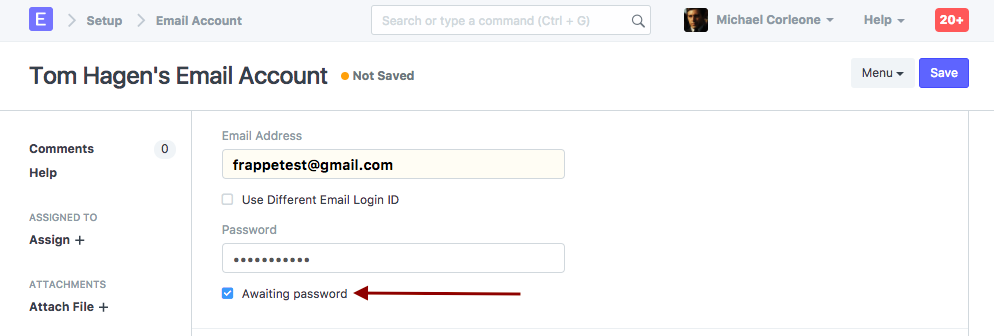 E Setup Email Account Search or type a command (Ctrl + G) Michael Corleone Help 20+
Tom Hagen's Email Account Not Saved Menu Save
Comments 0
Help
ASSIGNED TO
Assign +
ATTACHMENTS
Attach File +
Email Address
frappetest@gmail.com
Use Different Email Login ID
Password
•••••••••••
Awaiting password